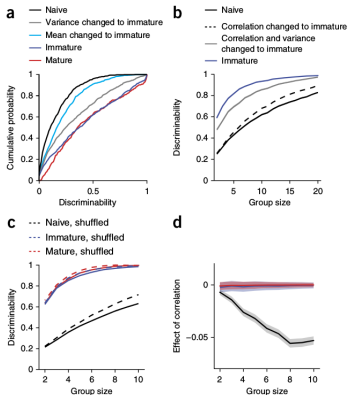 a
Naive
Variance changed to immature
Mean changed to immature
Immature
Mature
Cumulative probability
1
0.8
0.6
0.4
0.2
0
0
0.5
1
Discriminability
b
Naive
Correlation changed to immature
Correlation and variance
changed to immature
Immature
Discriminability
1
0.8
0.6
0.4
0.2
0
5
10
15
20
Group size
c
Naive, shuffled
Immature, shuffled
Mature, shuffled
Discriminability
1
0.8
0.6
0.4
0.2
0
2
4
6
8
10
Group size
d
Effect of correlation
0
−0.05
2
4
6
8
10
Group size